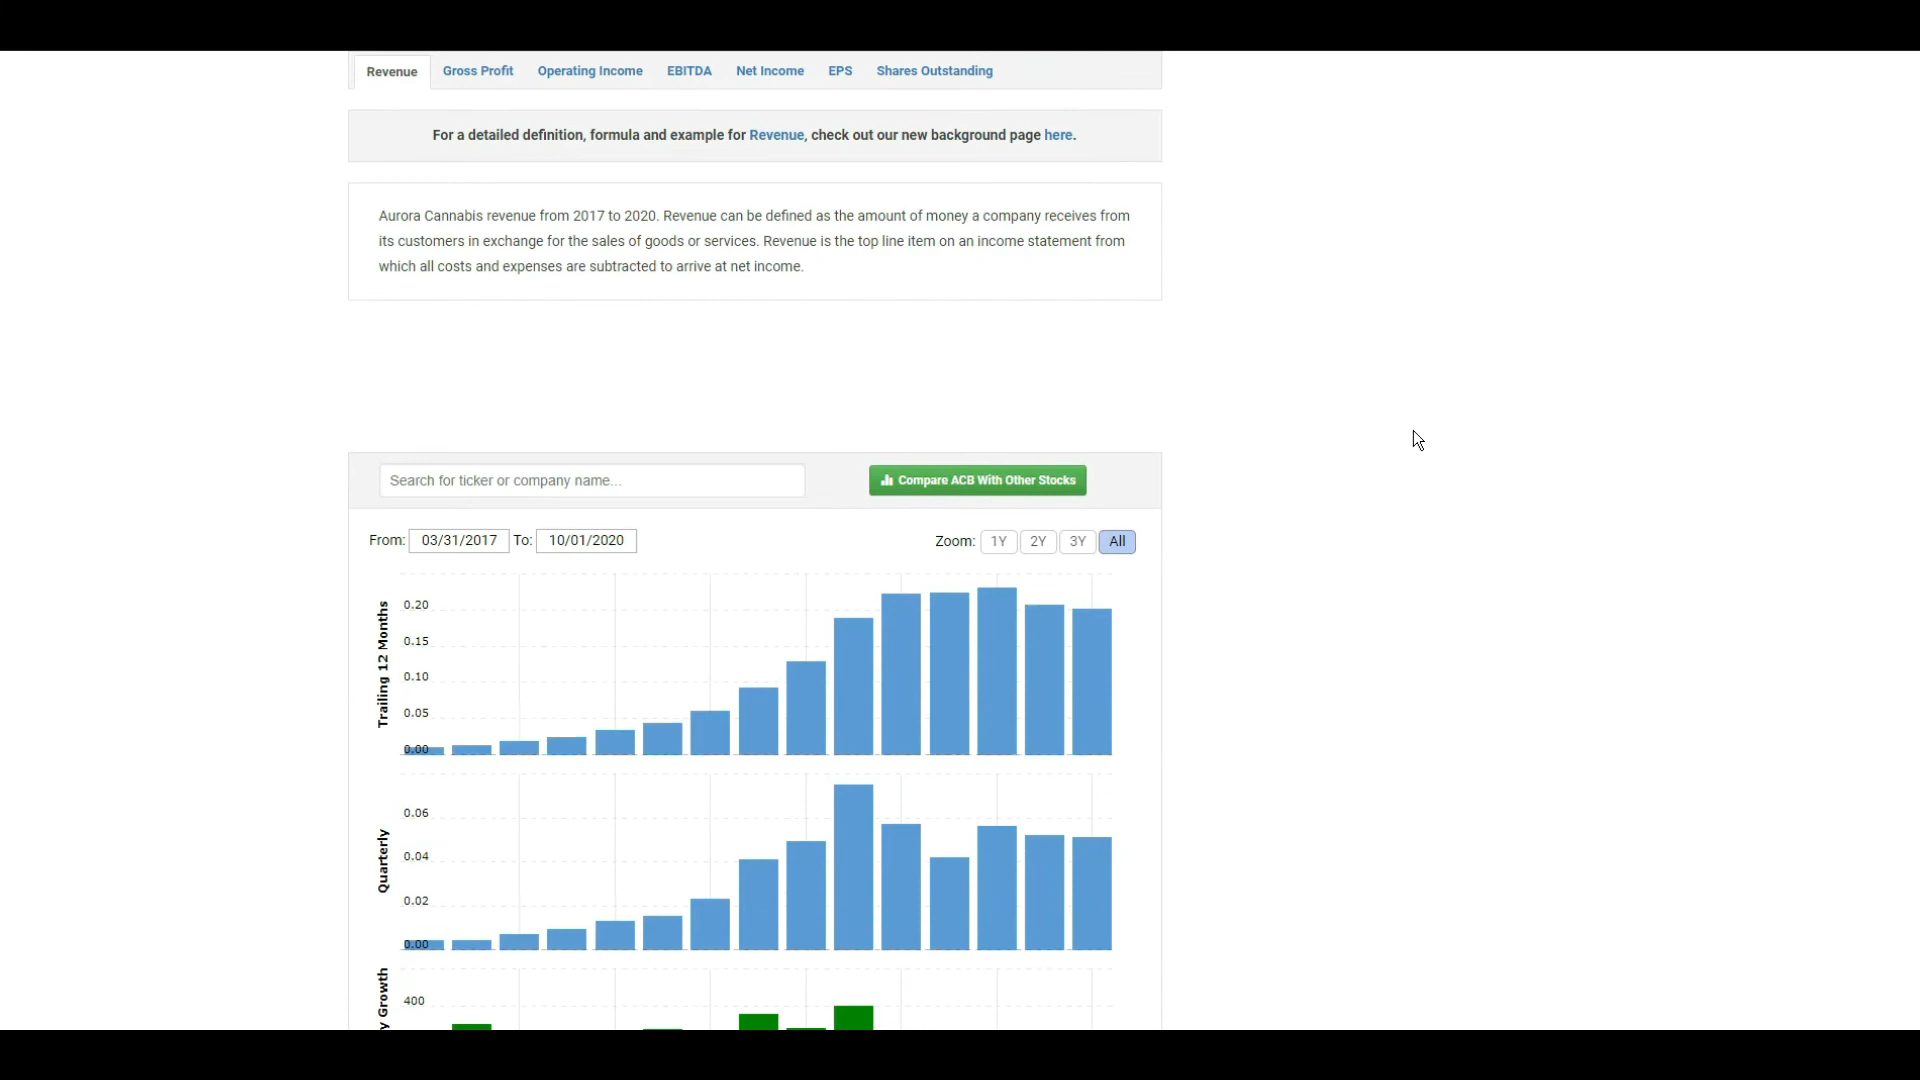 Revenue Gross Profit Operating Income EBITDA Net Income EPS Shares Outstanding
For a detailed definition, formula and example for Revenue, check out our new background page here.
Aurora Cannabis revenue from 2017 to 2020. Revenue can be defined as the amount of money a company receives from
its customers in exchange for the sales of goods or services. Revenue is the top line item on an income statement from
which all costs and expenses are subtracted to arrive at net income.
Search for ticker or company name...
Compare ACB With Other Stocks
From: 03/31/2017 To: 10/01/2020
Zoom: 1Y 2Y 3Y All
Trailing 12 Months
0.20
0.15
0.10
0.05
0.00
Quarterly
0.06
0.04
0.02
0.00
y Growth
400